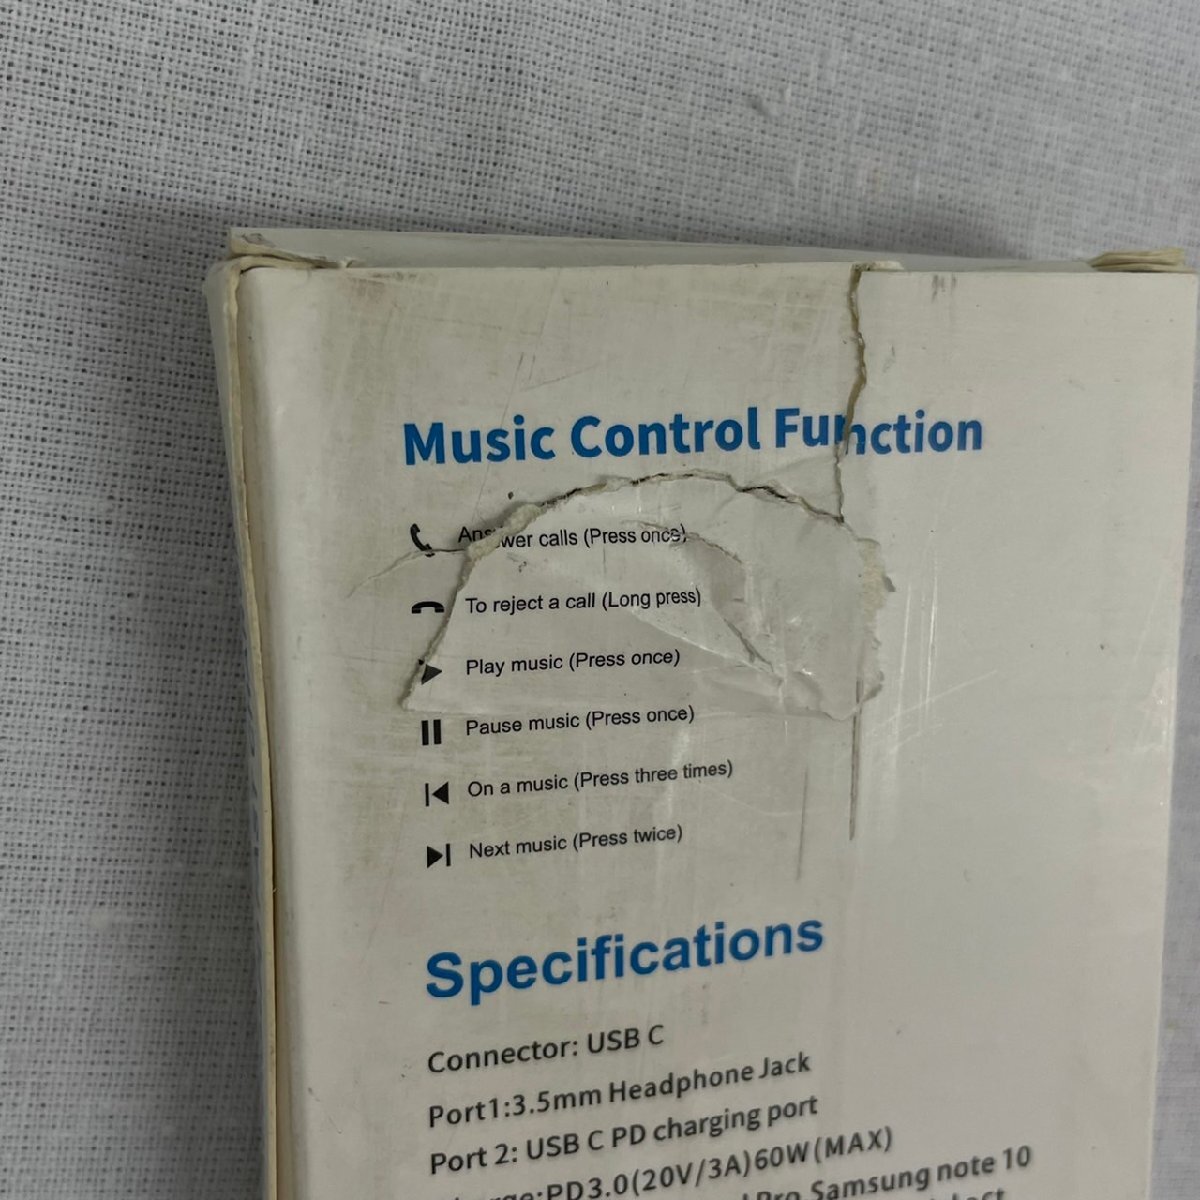 Music Control Function
Answer calls (Press once)
To reject a call (Long press)
Play music (Press once)
Pause music (Press once)
On a music (Press three times)
Next music (Press twice)
Specifications
Connector: USB C
Port1:3.5mm Headphone Jack
Port 2: USB C PD charging port
PD3.0(20V/3A)60W(MAX)
Pro Samsung note 10